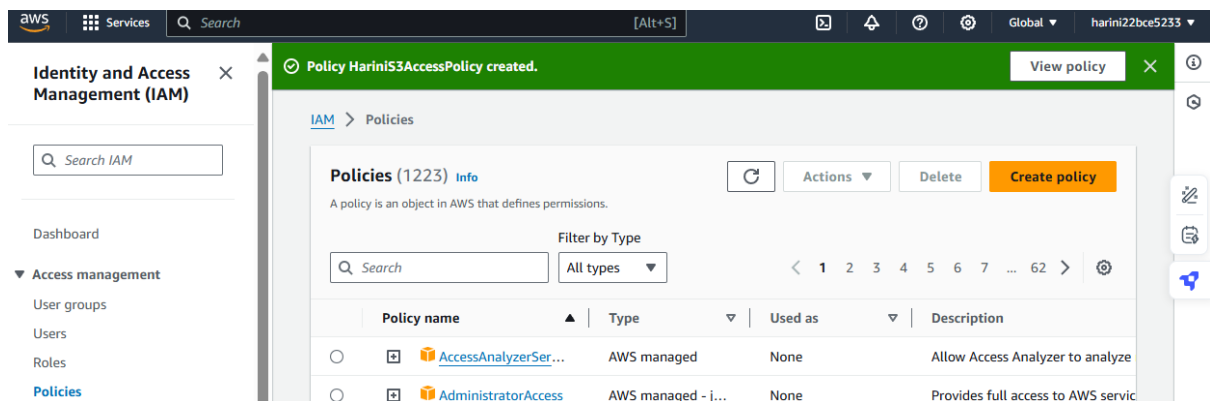 aws Services Search [Alt+S] Global harini22bce5233
Identity and Access Management (IAM)
Search IAM
Dashboard
Access management
User groups
Users
Roles
Policies
Policy HariniS3AccessPolicy created. View policy
IAM > Policies
Policies (1223) Info Actions Delete Create policy
A policy is an object in AWS that defines permissions.
Filter by Type
Search All types 1 2 3 4 5 6 7 ... 62
Policy name Type Used as Description
AccessAnalyzerSer... AWS managed None Allow Access Analyzer to analyze
AdministratorAccess AWS managed - j... None Provides full access to AWS servic